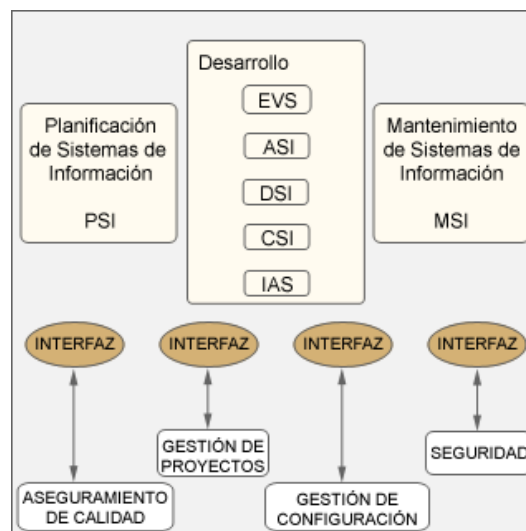 Desarrollo
EVS
ASI
DSI
CSI
IAS
Planificación
de Sistemas de
Información
PSI
Mantenimiento
de Sistemas de
Información
MSI
INTERFAZ
INTERFAZ
INTERFAZ
INTERFAZ
GESTIÓN DE
PROYECTOS
SEGURIDAD
ASEGURAMIENTO
DE CALIDAD
GESTIÓN DE
CONFIGURACIÓN